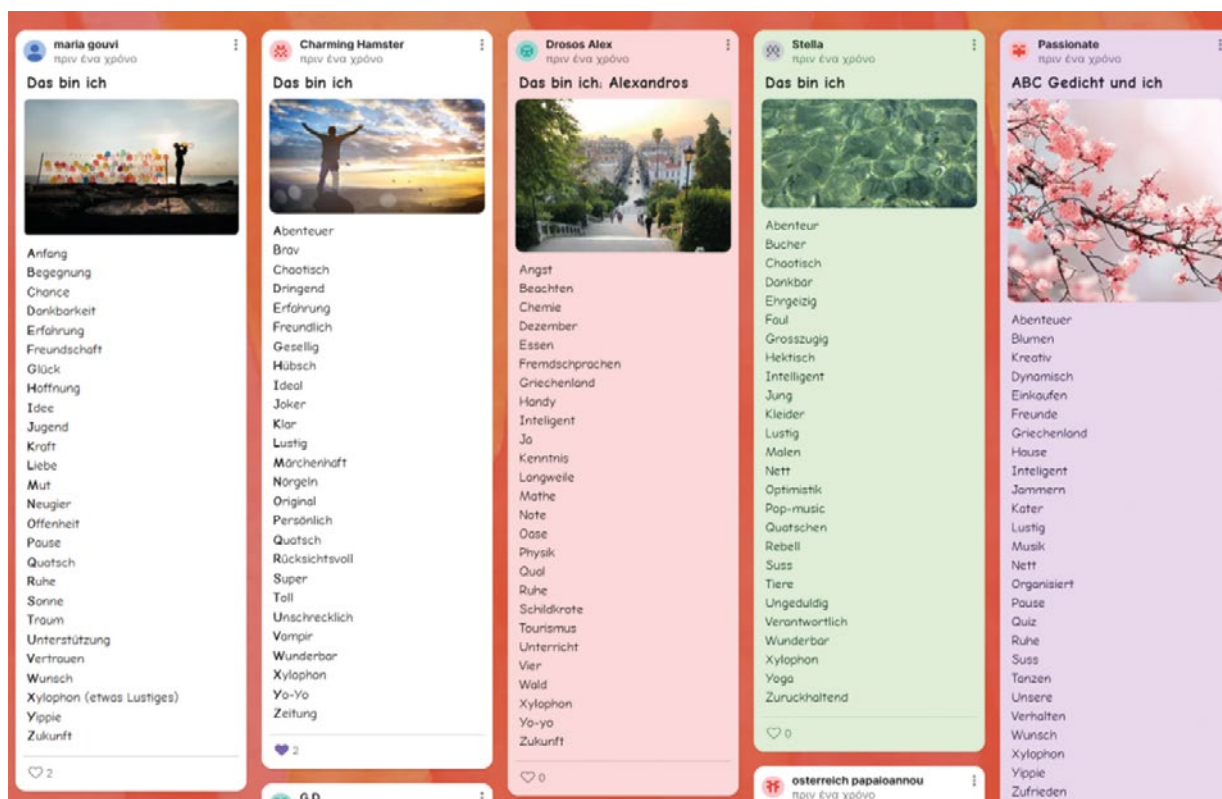 maria gouvi
πριν ένα χρόνο
Das bin ich
Anfang
Begegnung
Chance
Dankbarkeit
Erfahrung
Freundschaft
Glück
Hoffnung
Idee
Jugend
Kraft
Liebe
Mut
Neugier
Offenheit
Pause
Quatsch
Ruhe
Sonne
Traum
Unterstützung
Vertrauen
Wunsch
Xylophon (etwas Lustiges)
Yippie
Zukunft
2
Charming Hamster
πριν ένα χρόνο
Das bin ich
Abenteuer
Brav
Chaotisch
Dringend
Erfahrung
Freundlich
Gesellig
Hübsch
Ideal
Joker
Klar
Lustig
Märchenhaft
Nörgeln
Original
Persönlich
Quatsch
Rücksichtsvoll
Super
Toll
Unschrecklich
Vampir
Wunderbar
Xylophon
Yo-Yo
Zeitung
2
G.D
Drosos Alex
πριν ένα χρόνο
Das bin ich: Alexandros
Angst
Beachten
Chemie
Dezember
Essen
Fremdschprachen
Griechenland
Handy
Inteligent
Ja
Kenntnis
Langweile
Mathe
Note
Oase
Physik
Qual
Ruhe
Schildkrote
Tourismus
Unterricht
Vier
Wald
Xylophon
Yo-yo
Zukunft
0
Stella
πριν ένα χρόνο
Das bin ich
Abenteur
Bucher
Chaotisch
Dankbar
Ehrgeizig
Faul
Grosszugig
Hektisch
Intelligent
Jung
Kleider
Lustig
Malen
Nett
Optimistik
Pop-music
Quatschen
Rebell
Suss
Tiere
Ungeduldig
Verantwortlich
Wunderbar
Xylophon
Yoga
Zuruckhaltend
0
osterreich papaioannou
πριν ένα χρόνο
Passionate
πριν ένα χρόνο
ABC Gedicht und ich
Abenteuer
Blumen
Kreativ
Dynamisch
Einkaufen
Freunde
Griechenland
Hause
Inteligent
Jammern
Kater
Lustig
Musik
Nett
Organisiert
Pause
Quiz
Ruhe
Suss
Tanzen
Unsere
Verhalten
Wunsch
Xylophon
Yippie
Zufrieden